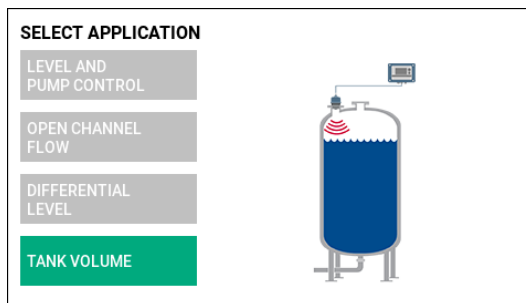 SELECT APPLICATION
LEVEL AND
PUMP CONTROL
OPEN CHANNEL
FLOW
DIFFERENTIAL
LEVEL
TANK VOLUME